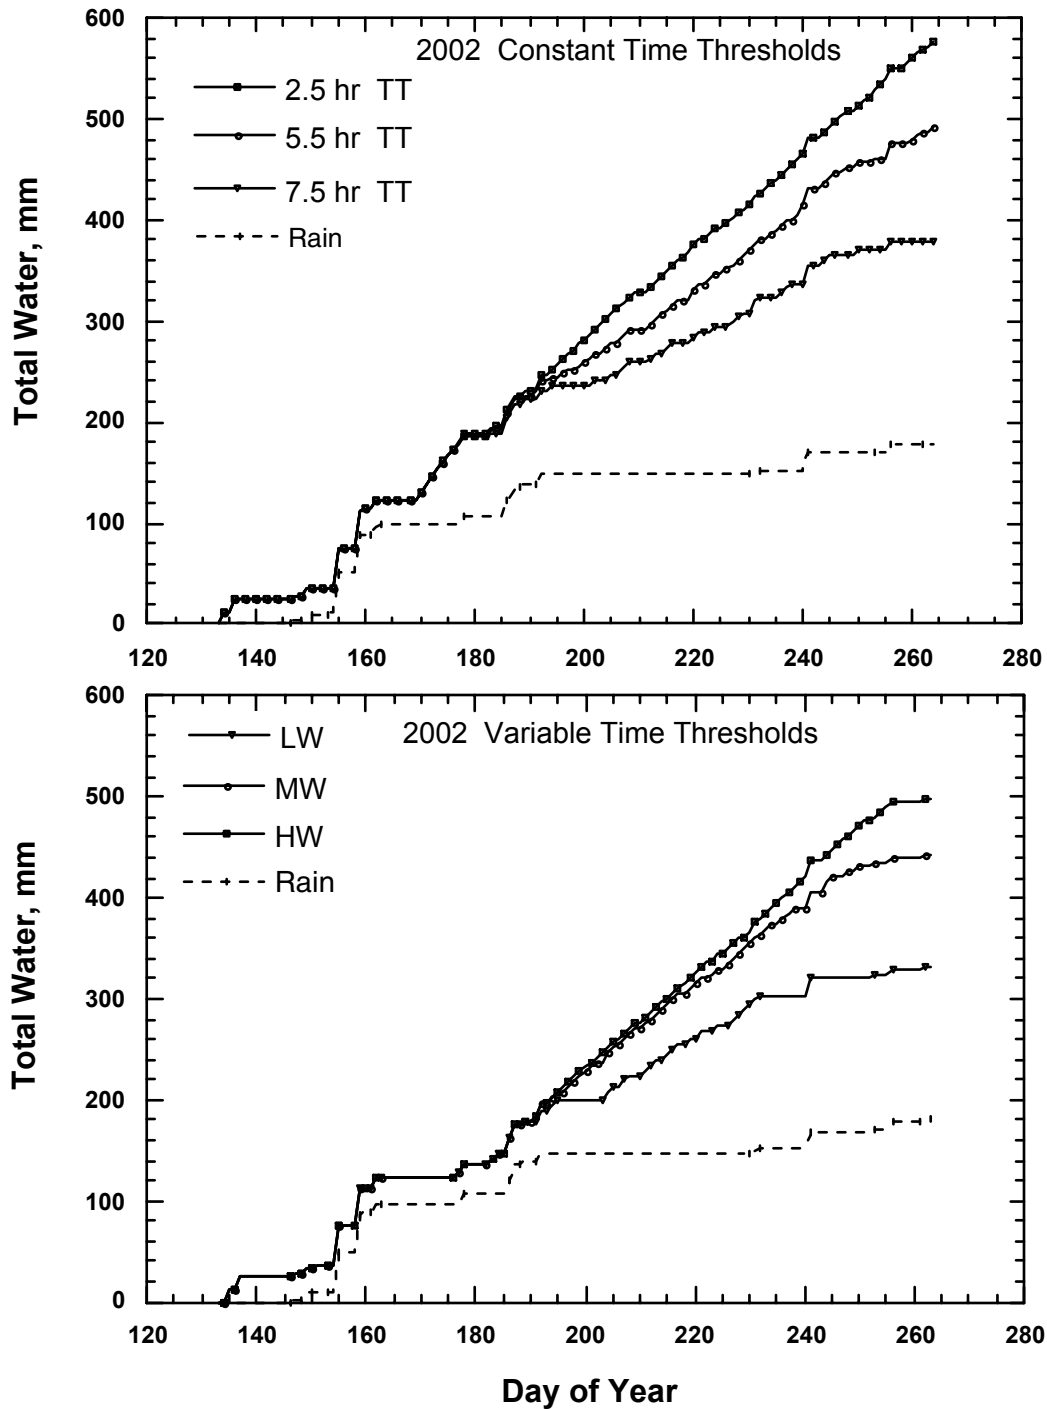 600
2002 Constant Time Thresholds
2.5 hr TT
500
5.5 hr TT
7.5 hr TT
400
Rain
Total Water, mm
300
200
100
0
120 140 160 180 200 220 240 260 280
600
2002 Variable Time Thresholds
LW
MW
500
HW
Rain
400
Total Water, mm
300
200
100
0
120 140 160 180 200 220 240 260 280
Day of Year